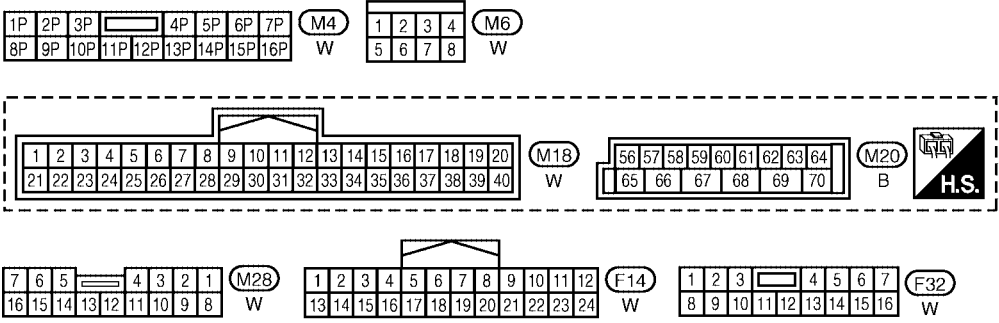 1P 2P 3P 4P 5P 6P 7P M4
8P 9P 10P 11P 12P 13P 14P 15P 16P W
1 2 3 4 M6
5 6 7 8 W
1 2 3 4 5 6 7 8 9 10 11 12 13 14 15 16 17 18 19 20 M18
21 22 23 24 25 26 27 28 29 30 31 32 33 34 35 36 37 38 39 40 W
56 57 58 59 60 61 62 63 64 M20
65 66 67 68 69 70 B
H.S.
7 6 5 4 3 2 1 M28
16 15 14 13 12 11 10 9 8 W
1 2 3 4 5 6 7 8 9 10 11 12 F14
13 14 15 16 17 18 19 20 21 22 23 24 W
1 2 3 4 5 6 7 F32
8 9 10 11 12 13 14 15 16 W